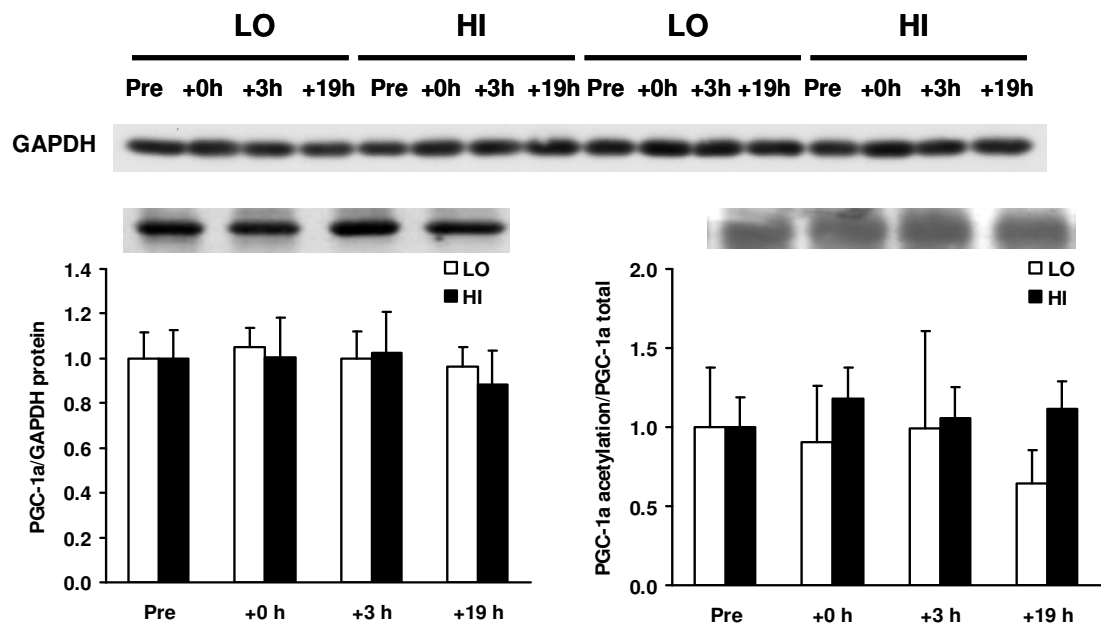 LO HI LO HI
Pre +0h +3h +19h Pre +0h +3h +19h Pre +0h +3h +19h Pre +0h +3h +19h
GAPDH
PGC-1a/GAPDH protein
1.4
1.2
1.0
0.8
0.6
0.4
0.2
0.0
LO
HI
Pre +0 h +3 h +19 h
PGC-1a acetylation/PGC-1a total
2.0
1.5
1.0
0.5
0.0
LO
HI
Pre +0 h +3 h +19 h